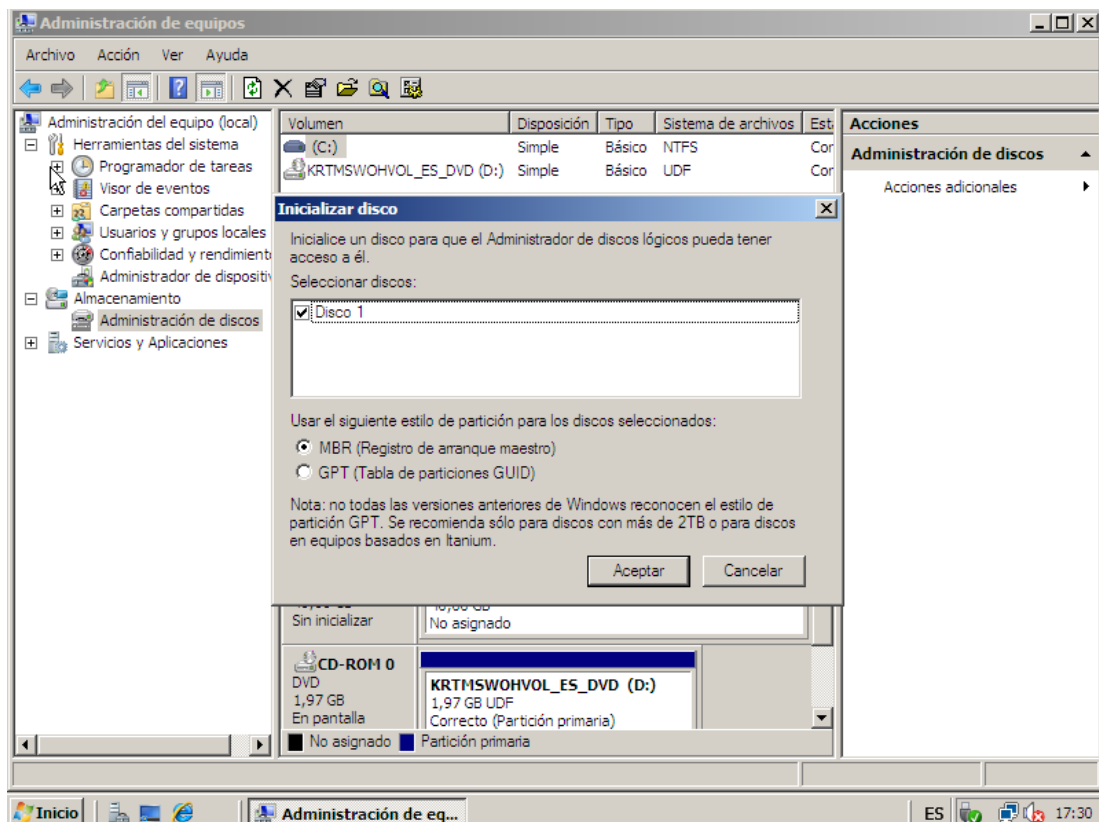 Administración de equipos
Archivo Acción Ver Ayuda
Administración del equipo (local)
Herramientas del sistema
Programador de tareas
Visor de eventos
Carpetas compartidas
Usuarios y grupos locales
Confiabilidad y rendimient
Administrador de dispositiv
Almacenamiento
Administración de discos
Servicios y Aplicaciones
Volumen Disposición Tipo Sistema de archivos Est
(C:) Simple Básico NTFS Cor
KRTMSWOHVOL_ES_DVD (D:) Simple Básico UDF Cor
Acciones
Administración de discos
Acciones adicionales
Inicializar disco
Inicialice un disco para que el Administrador de discos lógicos pueda tener
acceso a él.
Seleccionar discos:
Disco 1
Usar el siguiente estilo de partición para los discos seleccionados:
MBR (Registro de arranque maestro)
GPT (Tabla de particiones GUID)
Nota: no todas las versiones anteriores de Windows reconocen el estilo de
partición GPT. Se recomienda sólo para discos con más de 2TB o para discos
en equipos basados en Itanium.
Aceptar Cancelar
Sin inicializar
No asignado
CD-ROM 0
DVD
1,97 GB
En pantalla
KRTMSWOHVOL_ES_DVD (D:)
1,97 GB UDF
Correcto (Partición primaria)
No asignado Partición primaria
Inicio Administración de eq... ES 17:30